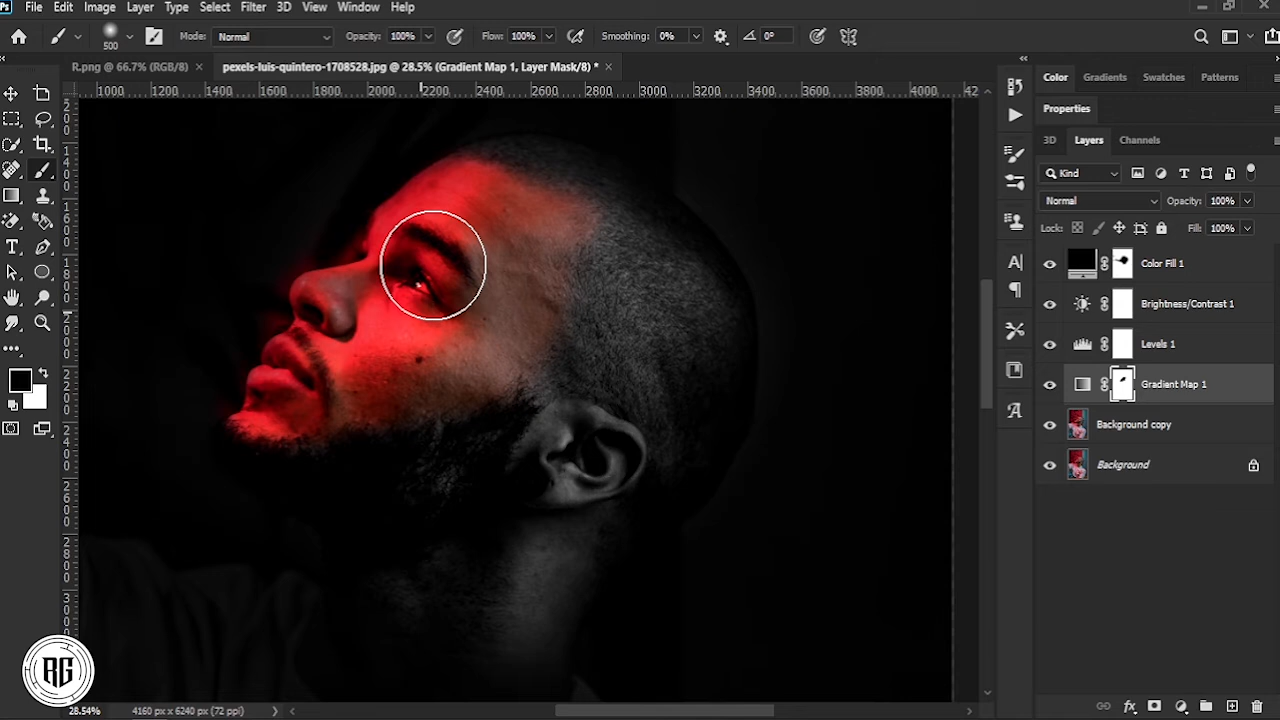 Ps File Edit Image Layer Type Select Filter 3D View Window Help
500 Mode: Normal Opacity: 100% Flow: 100% Smoothing: 0% 0°
R.png @ 66.7% (RGB/8) × pexels-luis-quintero-1708528.jpg @ 28.5% (Gradient Map 1, Layer Mask/8) * ×
1000 1200 1400 1600 1800 2000 2200 2400 2600 2800 3000 3200 3400 3600 3800 4000
Color Gradients Swatches Patterns
Properties
3D Layers Channels
Kind
Normal Opacity: 100%
Lock: Fill: 100%
Color Fill 1
Brightness/Contrast 1
Levels 1
Gradient Map 1
Background copy
Background
RG
28.54% 4160 px x 6240 px (72 ppi)